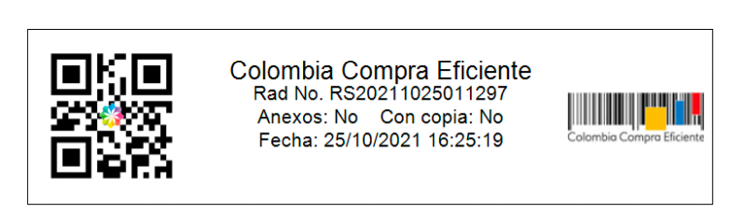 Colombia Compra Eficiente
Rad No. RS20211025011297
Anexos: No    Con copia: No
Fecha: 25/10/2021 16:25:19
Colombia Compra Eficiente